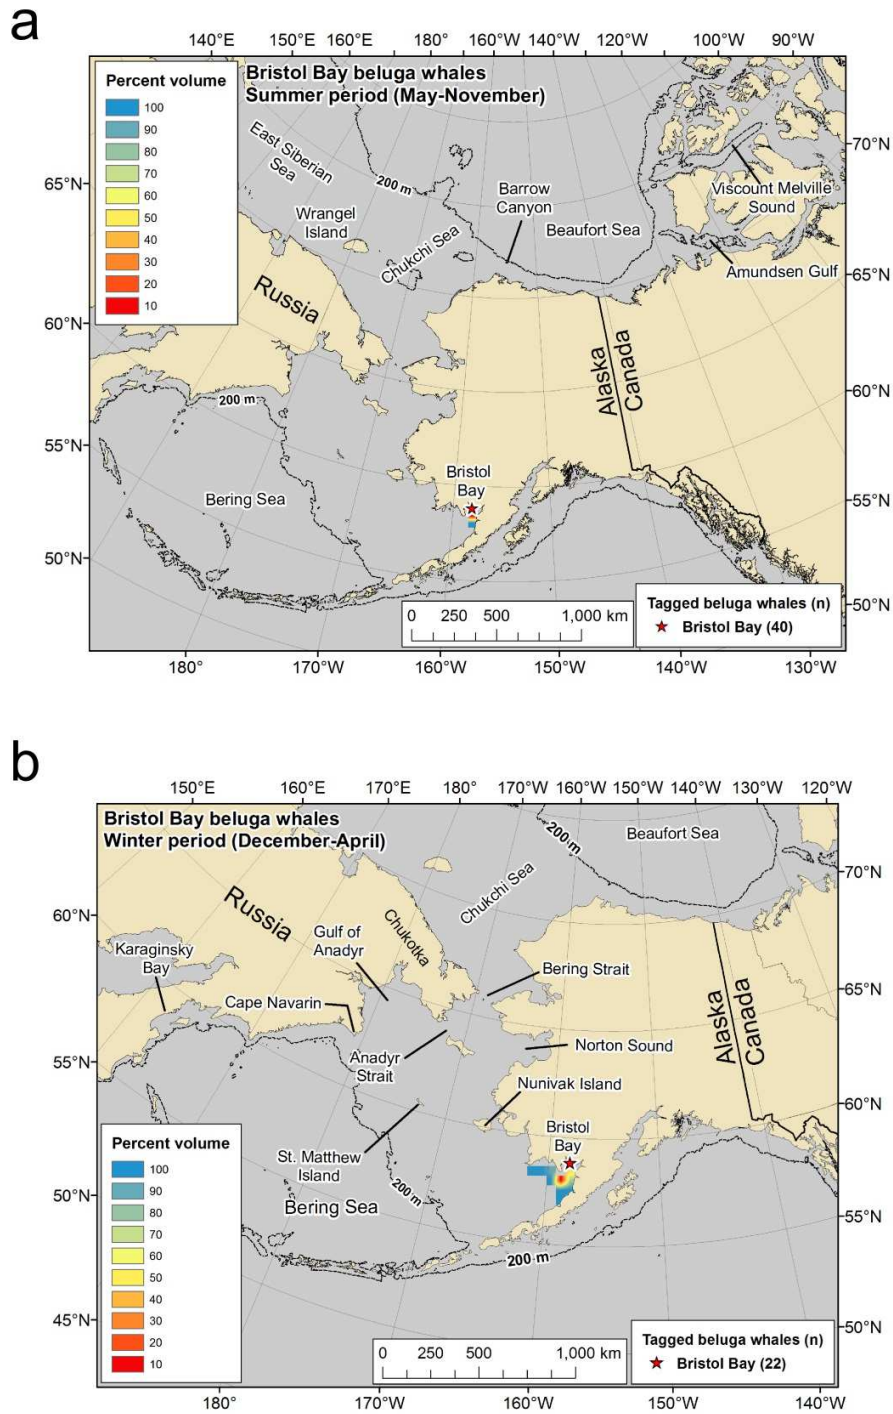 a
140°E 150°E 160°E 180° 160°W 140°W 120°W 100°W 90°W
Percent volume
100
90
80
70
60
50
40
30
20
10
Bristol Bay beluga whales
Summer period (May-November)
East Siberian
Sea
200 m
Wrangel
Island
Chukchi Sea
Barrow
Canyon
Beaufort Sea
Viscount Melville
Sound
Amundsen Gulf
Russia
Alaska
Canada
200 m
Bering Sea
Bristol
Bay
65°N
60°N
55°N
50°N
70°N
65°N
60°N
55°N
50°N
0 250 500 1,000 km
Tagged beluga whales (n)
Bristol Bay (40)
180° 170°W 160°W 150°W 140°W 130°W
b
150°E 160°E 170°E 180° 170°W 160°W 150°W 140°W 130°W 120°W
Bristol Bay beluga whales
Winter period (December-April)
200 m
Beaufort Sea
Chukchi Sea
Russia
Chukotka
Gulf of
Anadyr
Karaginsky
Bay
Cape Navarin
Bering Strait
Anadyr
Strait
Norton Sound
Nunivak Island
Alaska
Canada
Bristol
Bay
St. Matthew
Island
Bering Sea
200 m
200 m
60°N
55°N
50°N
45°N
70°N
65°N
60°N
55°N
50°N
Percent volume
100
90
80
70
60
50
40
30
20
10
0 250 500 1,000 km
Tagged beluga whales (n)
Bristol Bay (22)
180° 170°W 160°W 150°W 140°W